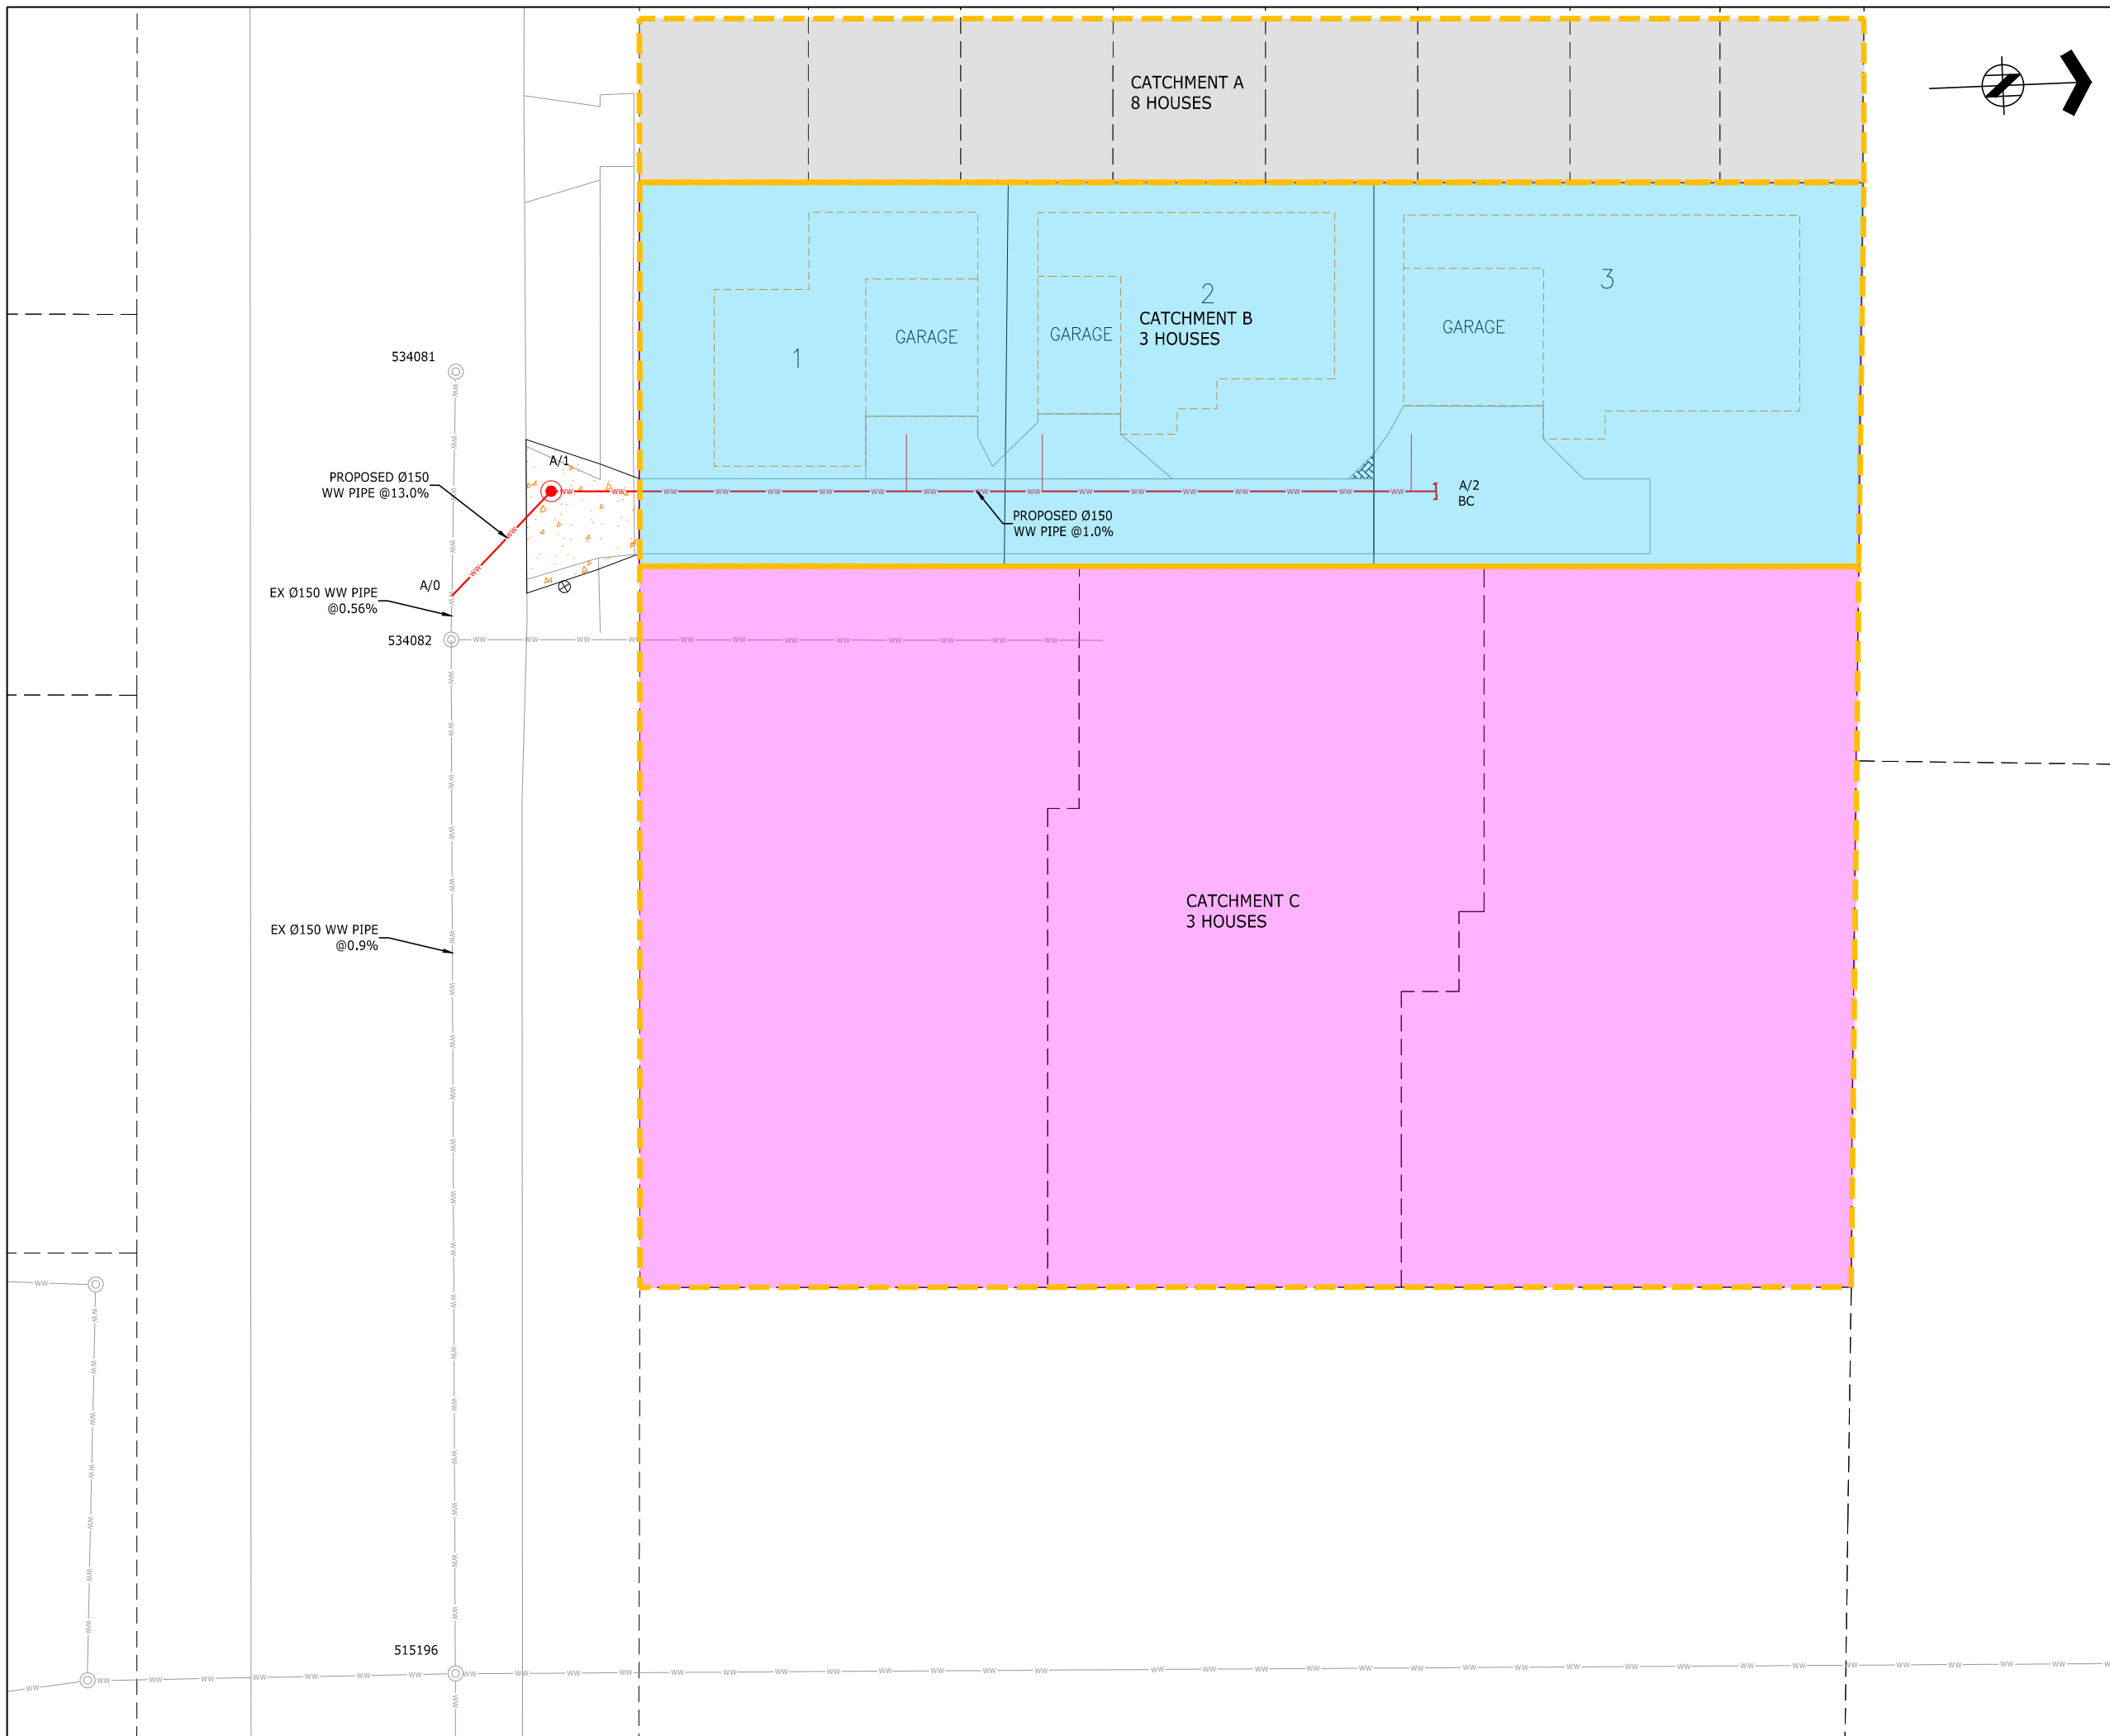 CATCHMENT A
8 HOUSES
1
GARAGE
GARAGE
2
CATCHMENT B
3 HOUSES
GARAGE
3
534081
A/1
PROPOSED Ø150
WW PIPE @13.0%
A/2
BC
PROPOSED Ø150
WW PIPE @1.0%
A/0
EX Ø150 WW PIPE
@0.56%
534082
CATCHMENT C
3 HOUSES
EX Ø150 WW PIPE
@0.9%
515196